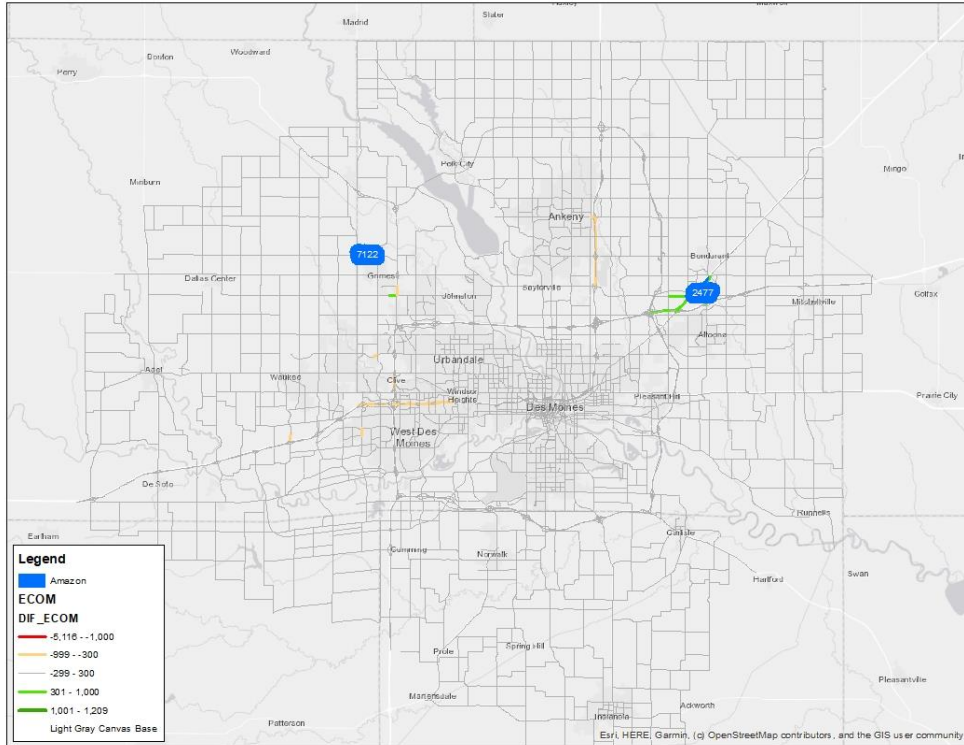 Slater
Madrid
Woodward
Perry
Polk City
Mingo
Minburn
Ankeny
7122
Bondurant
Dallas Center
Grimes
Saylorville
2477
Johnston
Mitchellville
Colfax
Altoona
Urbandale
Adel
Waukee
Clive
Windsor
Heights
Pleasant Hill
Prairie City
Des Moines
West Des
Moines
De Soto
Runnells
Earlham
Carlisle
Cumming
Norwalk
Swan
Hartford
Legend
Amazon
ECOM
DIF_ECOM
-5,116 - -1,000
-999 - -300
-299 - 300
301 - 1,000
1,001 - 1,209
Light Gray Canvas Base
Prole
Spring Hill
Pleasantville
Martensdale
Ackworth
Indianola
Patterson
Esri, HERE, Garmin, (c) OpenStreetMap contributors, and the GIS user community